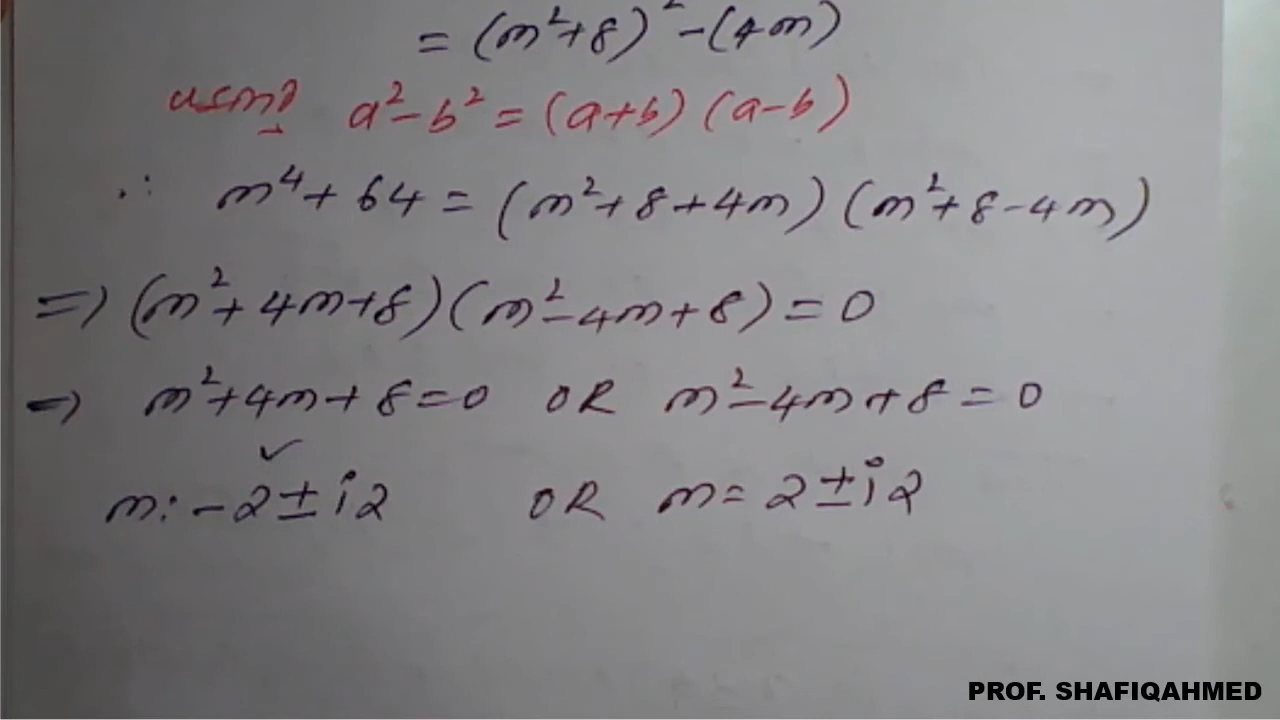 = (m²+8)² - (4m)
using a² - b² = (a+b) (a-b)
∴ m⁴ + 64 = (m² + 8 + 4m) (m² + 8 - 4m)
=> (m² + 4m + 8) (m² - 4m + 8) = 0
=> m² + 4m + 8 = 0 OR m² - 4m + 8 = 0
m: -2 ± i2 OR m = 2 ± i2
PROF. SHAFIQAHMED